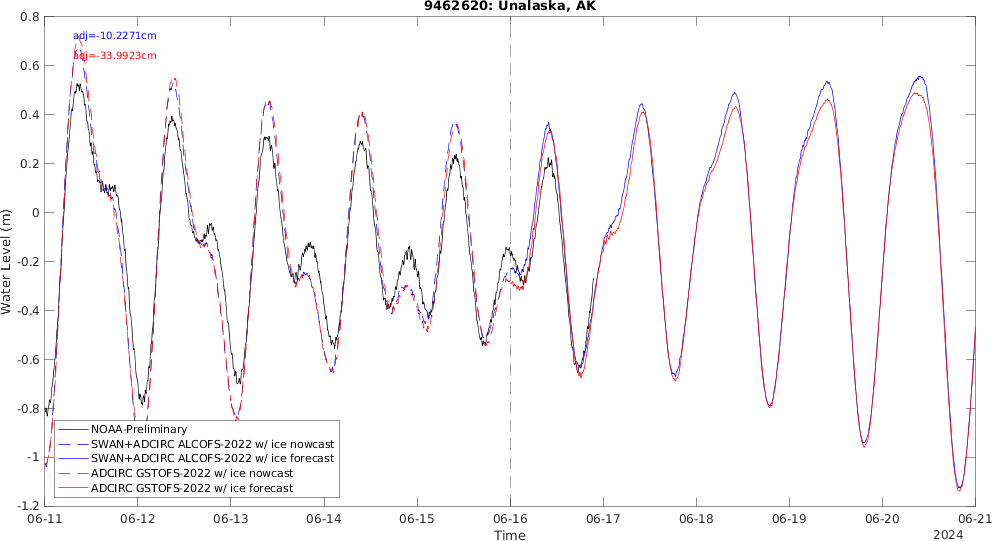 9462620: Unalaska, AK
adj=-10.2271cm
adj=-33.9923cm
Water Level (m)
0.8
0.6
0.4
0.2
0
-0.2
-0.4
-0.6
-0.8
-1
-1.2
NOAA-Preliminary
SWAN+ADCIRC ALCOFS-2022 w/ ice nowcast
SWAN+ADCIRC ALCOFS-2022 w/ ice forecast
ADCIRC GSTOFS-2022 w/ ice nowcast
ADCIRC GSTOFS-2022 w/ ice forecast
06-11 06-12 06-13 06-14 06-15 06-16 06-17 06-18 06-19 06-20 06-21
Time
2024